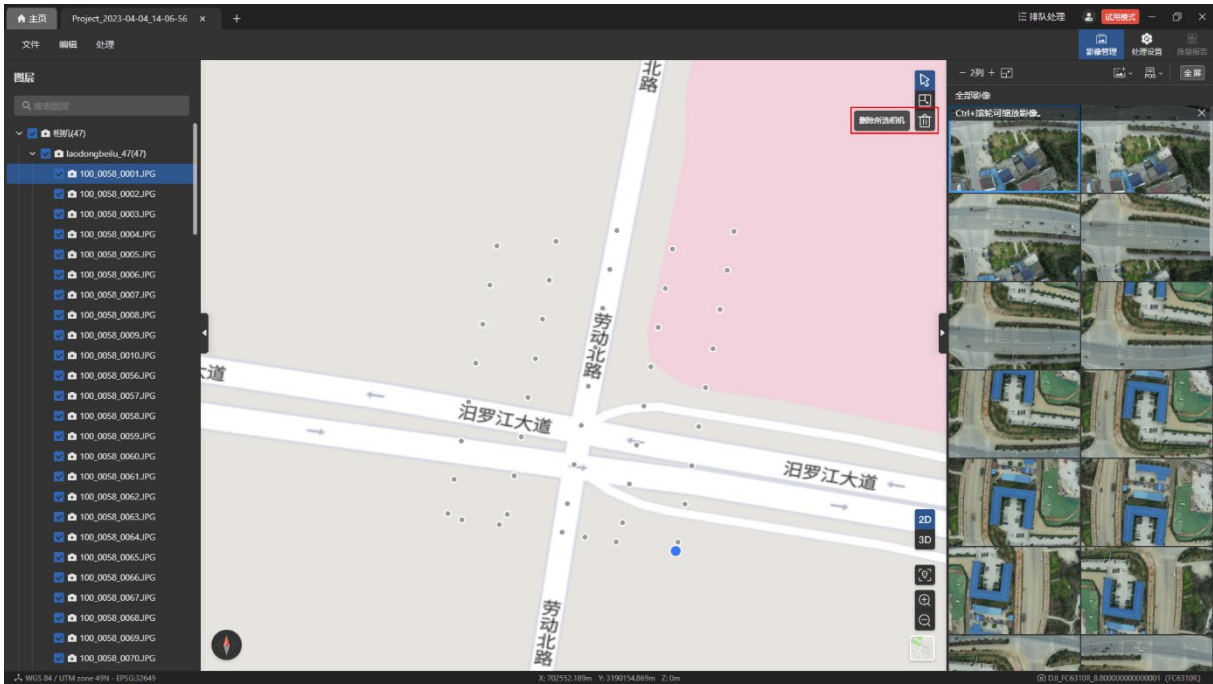 主页
Project_2023-04-04_14-06-56 × +
排队处理
试用模式
文件 编辑 处理
影像管理 处理设置 质量报告
图层
搜索图层
相机(47)
laodongbeilu_47(47)
100_0058_0001.JPG
100_0058_0002.JPG
100_0058_0003.JPG
100_0058_0004.JPG
100_0058_0005.JPG
100_0058_0006.JPG
100_0058_0007.JPG
100_0058_0008.JPG
100_0058_0009.JPG
100_0058_0010.JPG
100_0058_0056.JPG
100_0058_0057.JPG
100_0058_0058.JPG
100_0058_0059.JPG
100_0058_0060.JPG
100_0058_0061.JPG
100_0058_0062.JPG
100_0058_0063.JPG
100_0058_0064.JPG
100_0058_0065.JPG
100_0058_0066.JPG
100_0058_0067.JPG
100_0058_0068.JPG
100_0058_0069.JPG
100_0058_0070.JPG
北路
删除所选相机
劳动北路
大道
汨罗江大道
汨罗江大道
劳动北路
2D
3D
− 2列 +
POS
全屏
全部影像
Ctrl+滚轮可缩放影像。
WGS 84 / UTM zone 49N - EPSG:32649
X: 702552.189m Y: 3190154.869m Z: 0m
DJI_FC6310R_8.800000000000001 (FC6310R)